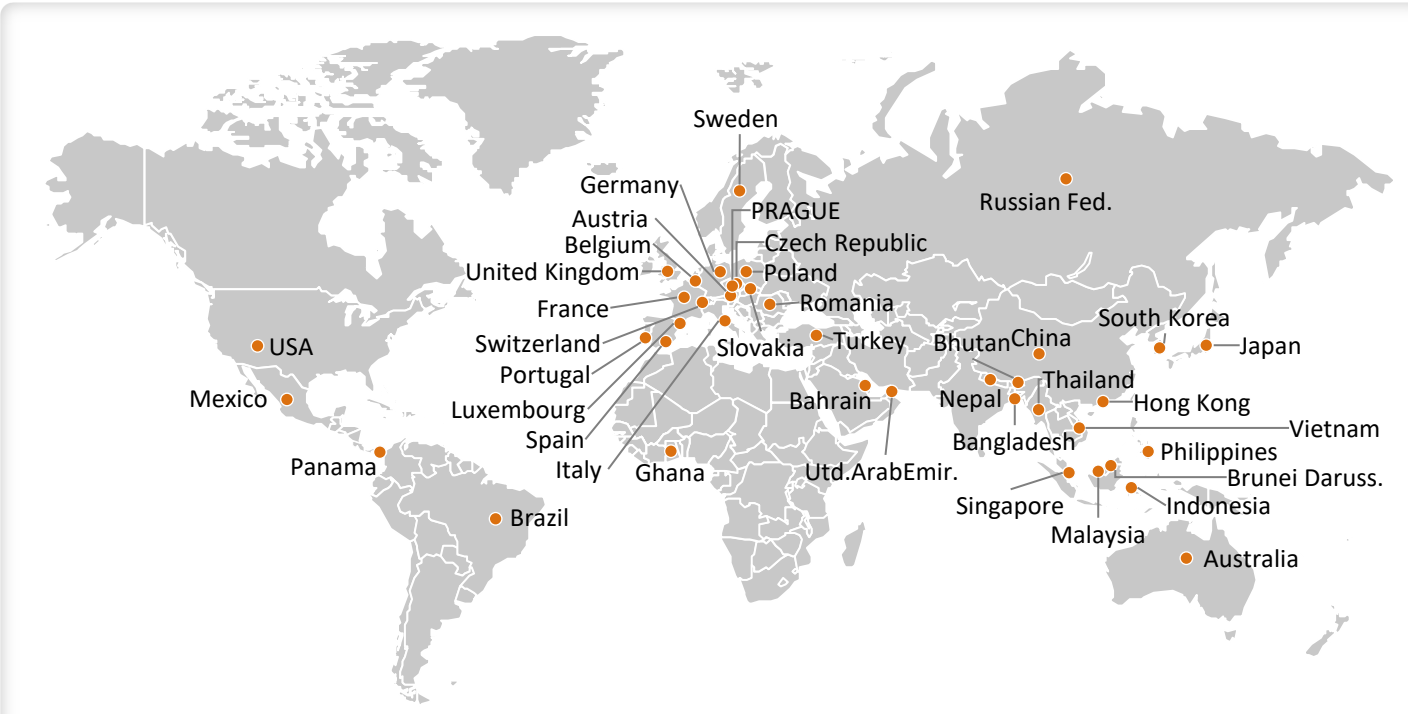 Sweden
Germany
Russian Fed.
PRAGUE
Austria
Czech Republic
Belgium
United Kingdom
Poland
France
Romania
South Korea
Switzerland
Slovakia
Turkey
Bhutan
China
USA
Japan
Portugal
Thailand
Mexico
Bahrain
Nepal
Hong Kong
Luxembourg
Vietnam
Spain
Bangladesh
Philippines
Panama
Italy
Ghana
Utd.ArabEmir.
Brunei Daruss.
Singapore
Indonesia
Brazil
Malaysia
Australia